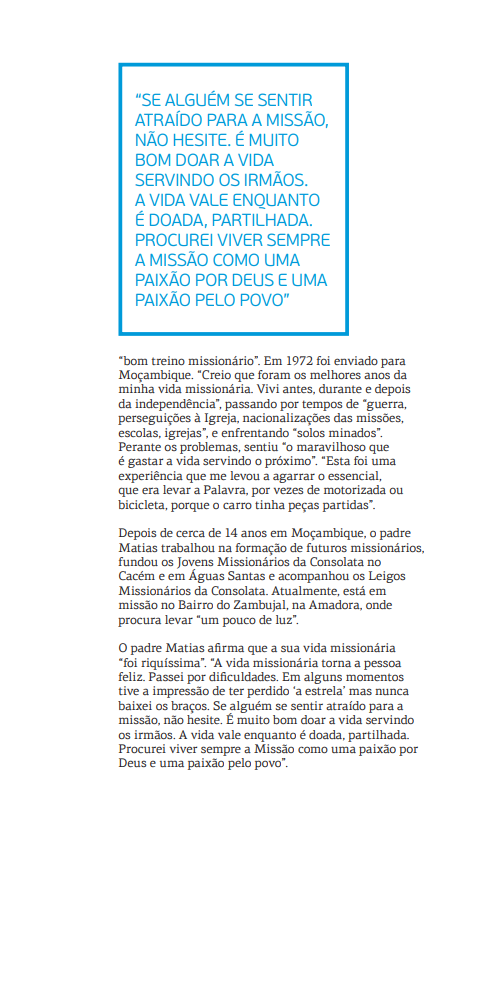 “SE ALGUÉM SE SENTIR
ATRAÍDO PARA A MISSÃO,
NÃO HESITE. É MUITO
BOM DOAR A VIDA
SERVINDO OS IRMÃOS.
A VIDA VALE ENQUANTO
É DOADA, PARTILHADA.
PROCUREI VIVER SEMPRE
A MISSÃO COMO UMA
PAIXÃO POR DEUS E UMA
PAIXÃO PELO POVO”
“bom treino missionário”. Em 1972 foi enviado para
Moçambique. “Creio que foram os melhores anos da
minha vida missionária. Vivi antes, durante e depois
da independência”, passando por tempos de “guerra,
perseguições à Igreja, nacionalizações das missões,
escolas, igrejas”, e enfrentando “solos minados”.
Perante os problemas, sentiu “o maravilhoso que
é gastar a vida servindo o próximo”. “Esta foi uma
experiência que me levou a agarrar o essencial,
que era levar a Palavra, por vezes de motorizada ou
bicicleta, porque o carro tinha peças partidas”.
Depois de cerca de 14 anos em Moçambique, o padre
Matias trabalhou na formação de futuros missionários,
fundou os Jovens Missionários da Consolata no
Cacém e em Águas Santas e acompanhou os Leigos
Missionários da Consolata. Atualmente, está em
missão no Bairro do Zambujal, na Amadora, onde
procura levar “um pouco de luz”.
O padre Matias afirma que a sua vida missionária
“foi riquíssima”. “A vida missionária torna a pessoa
feliz. Passei por dificuldades. Em alguns momentos
tive a impressão de ter perdido ‘a estrela’ mas nunca
baixei os braços. Se alguém se sentir atraído para a
missão, não hesite. É muito bom doar a vida servindo
os irmãos. A vida vale enquanto é doada, partilhada.
Procurei viver sempre a Missão como uma paixão por
Deus e uma paixão pelo povo”.